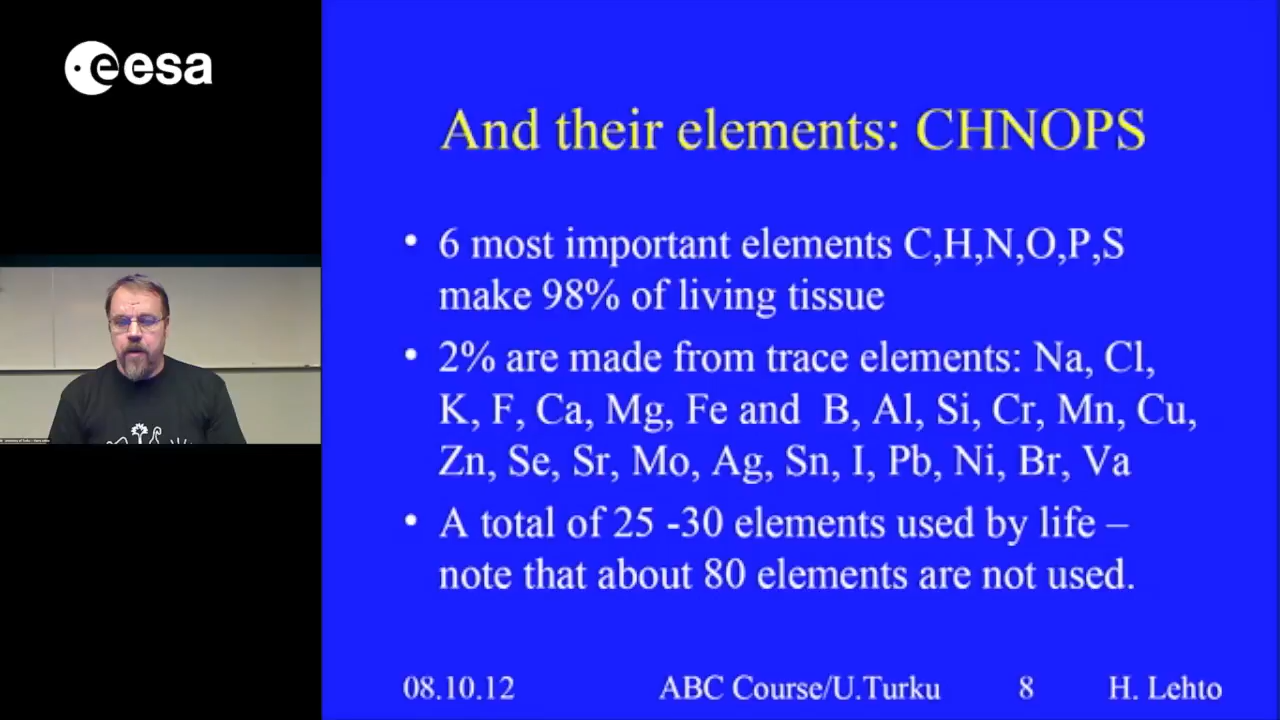 esa
And their elements: CHNOPS
• 6 most important elements C,H,N,O,P,S
make 98% of living tissue
• 2% are made from trace elements: Na, Cl,
K, F, Ca, Mg, Fe and B, Al, Si, Cr, Mn, Cu,
Zn, Se, Sr, Mo, Ag, Sn, I, Pb, Ni, Br, Va
• A total of 25 -30 elements used by life –
note that about 80 elements are not used.
08.10.12 ABC Course/U.Turku 8 H. Lehto